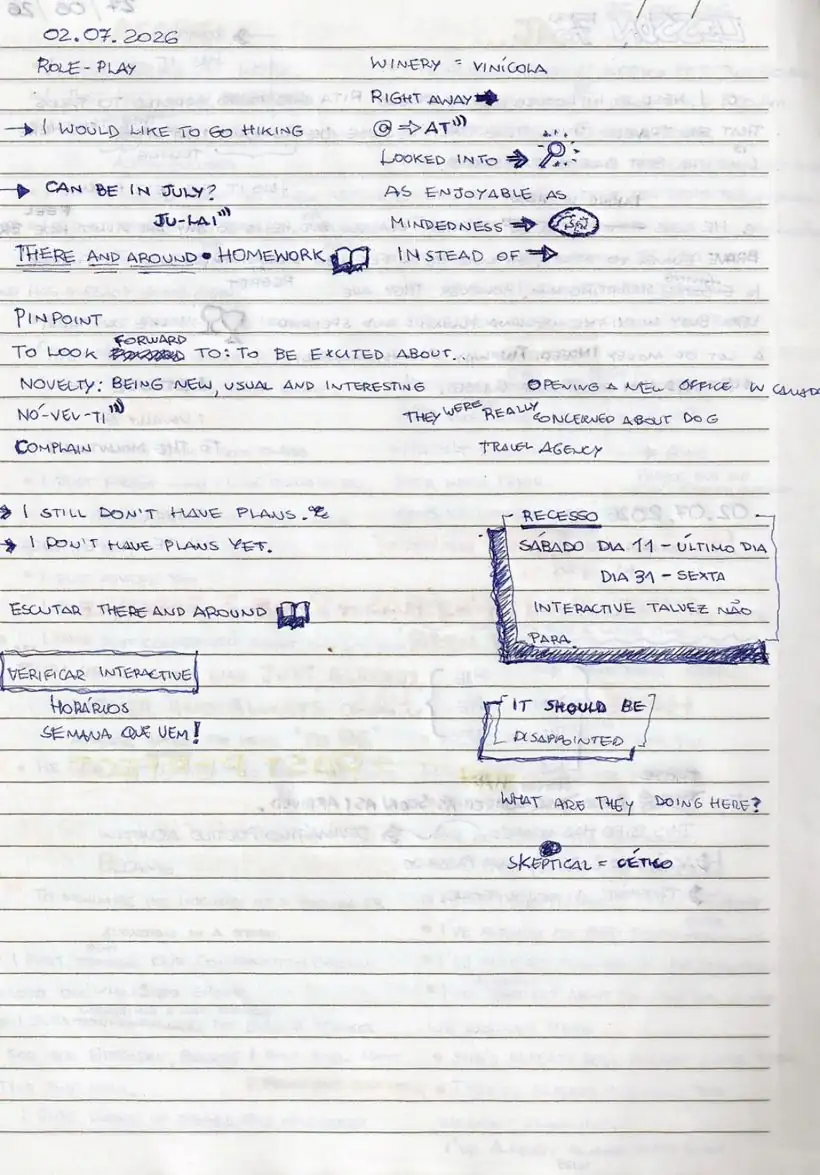 02.07.2026
ROLE-PLAY
→ I WOULD LIKE TO GO HIKING
→ CAN BE IN JULY?
JU-LAI
THERE AND AROUND • HOMEWORK
WINERY = VINÍCOLA
RIGHT AWAY →
@ ⇒ AT
LOOKED INTO ⇒
AS ENJOYABLE AS
MINDEDNESS ⇒
INSTEAD OF ⇒
PINPOINT
TO LOOK FORWARD TO: TO BE EXCITED ABOUT.
NOVELTY: BEING NEW, USUAL AND INTERESTING
NÓ-VEU-TI
COMPLAIN
OPENING A NEW OFFICE IN CANADA
THEY WERE REALLY CONCERNED ABOUT DOG
TRAVEL AGENCY
→ I STILL DON'T HAVE PLANS.
→ I DON'T HAVE PLANS YET.
ESCUTAR THERE AND AROUND
VERIFICAR INTERACTIVE
HORÁRIOS
SEMANA QUE VEM!
RECESSO
SÁBADO DIA 11 - ÚLTIMO DIA
DIA 31 - SEXTA
INTERACTIVE TALVEZ NÃO
PARA.
IT SHOULD BE
DISAPPOINTED
WHAT ARE THEY DOING HERE?
SKEPTICAL = CÉTICO